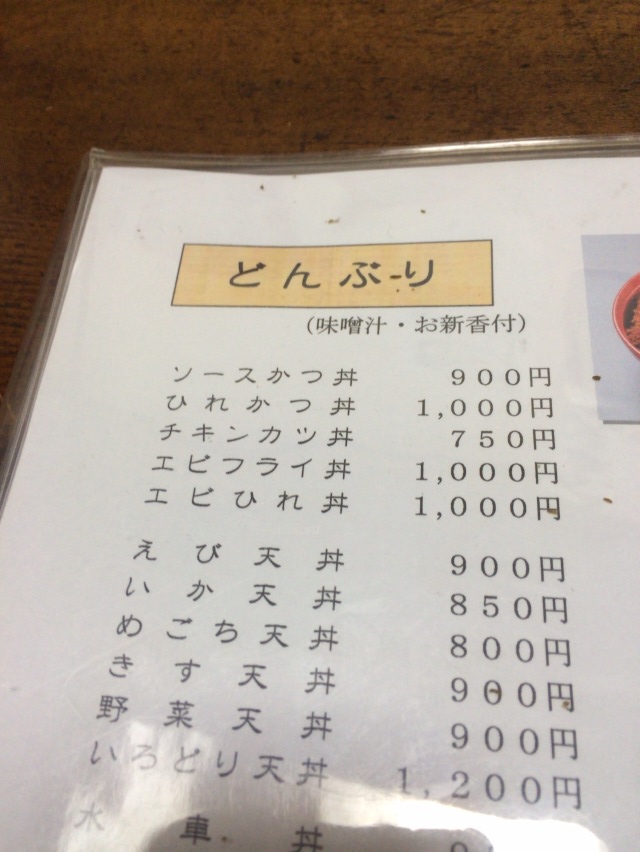 どんぶり
（味噌汁・お新香付）
ソースかつ丼 900円
ひれかつ丼 1,000円
チキンカツ丼 750円
エビフライ丼 1,000円
エビひれ丼 1,000円
えび天丼 900円
いか天丼 850円
めごち天丼 800円
きす天丼 900円
野菜天丼 900円
いろどり天丼 1,200円
水車丼